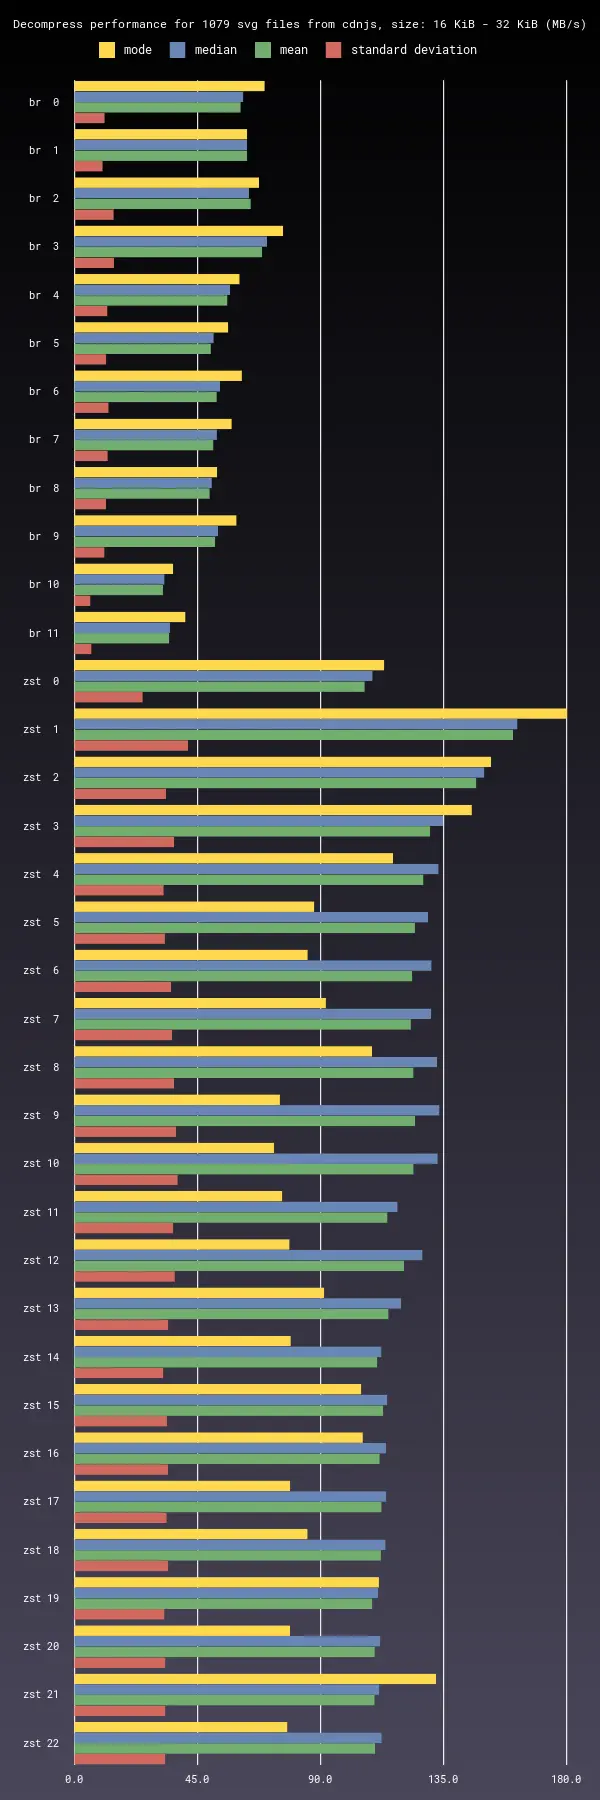 Decompress performance for 1079 svg files from cdnjs, size: 16 KiB - 32 KiB (MB/s)
mode median mean standard deviation
br 0
br 1
br 2
br 3
br 4
br 5
br 6
br 7
br 8
br 9
br 10
br 11
zst 0
zst 1
zst 2
zst 3
zst 4
zst 5
zst 6
zst 7
zst 8
zst 9
zst 10
zst 11
zst 12
zst 13
zst 14
zst 15
zst 16
zst 17
zst 18
zst 19
zst 20
zst 21
zst 22
0.0 45.0 90.0 135.0 180.0